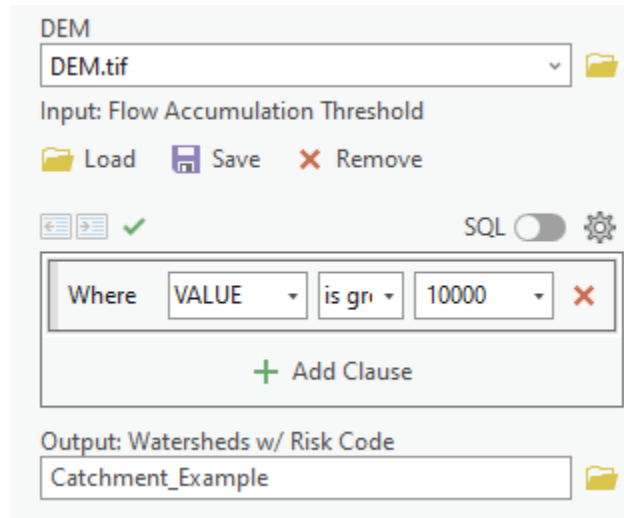 DEM
DEM.tif
Input: Flow Accumulation Threshold
Load Save Remove
SQL
Where VALUE is gr 10000
Add Clause
Output: Watersheds w/ Risk Code
Catchment_Example